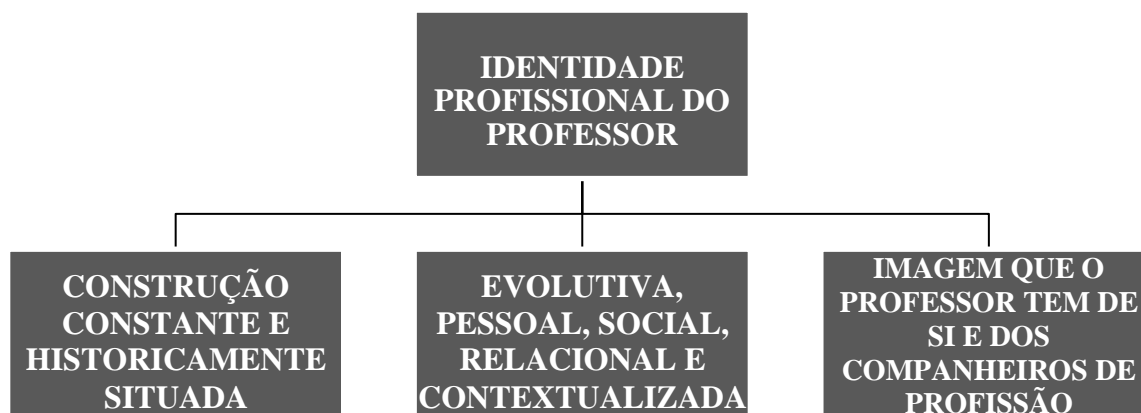 IDENTIDADE
PROFISSIONAL DO
PROFESSOR
CONSTRUÇÃO
CONSTANTE E
HISTORICAMENTE
SITUADA
EVOLUTIVA,
PESSOAL, SOCIAL,
RELACIONAL E
CONTEXTUALIZADA
IMAGEM QUE O
PROFESSOR TEM DE
SI E DOS
COMPANHEIROS DE
PROFISSÃO